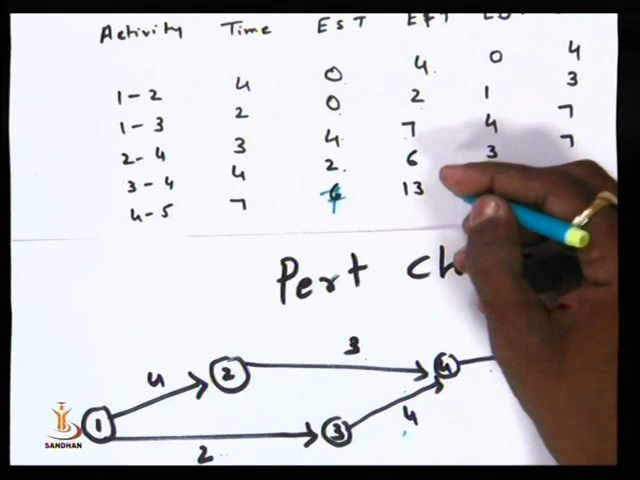 Activity Time EST EFT
1-2 4 0 4 0 4
1-3 2 0 2 1 3
2-4 3 4 7 4 7
3-4 4 2 6 3 7
4-5 7 13
Pert Ch
3
4 2 4
1 3 4
2
SANDHAN